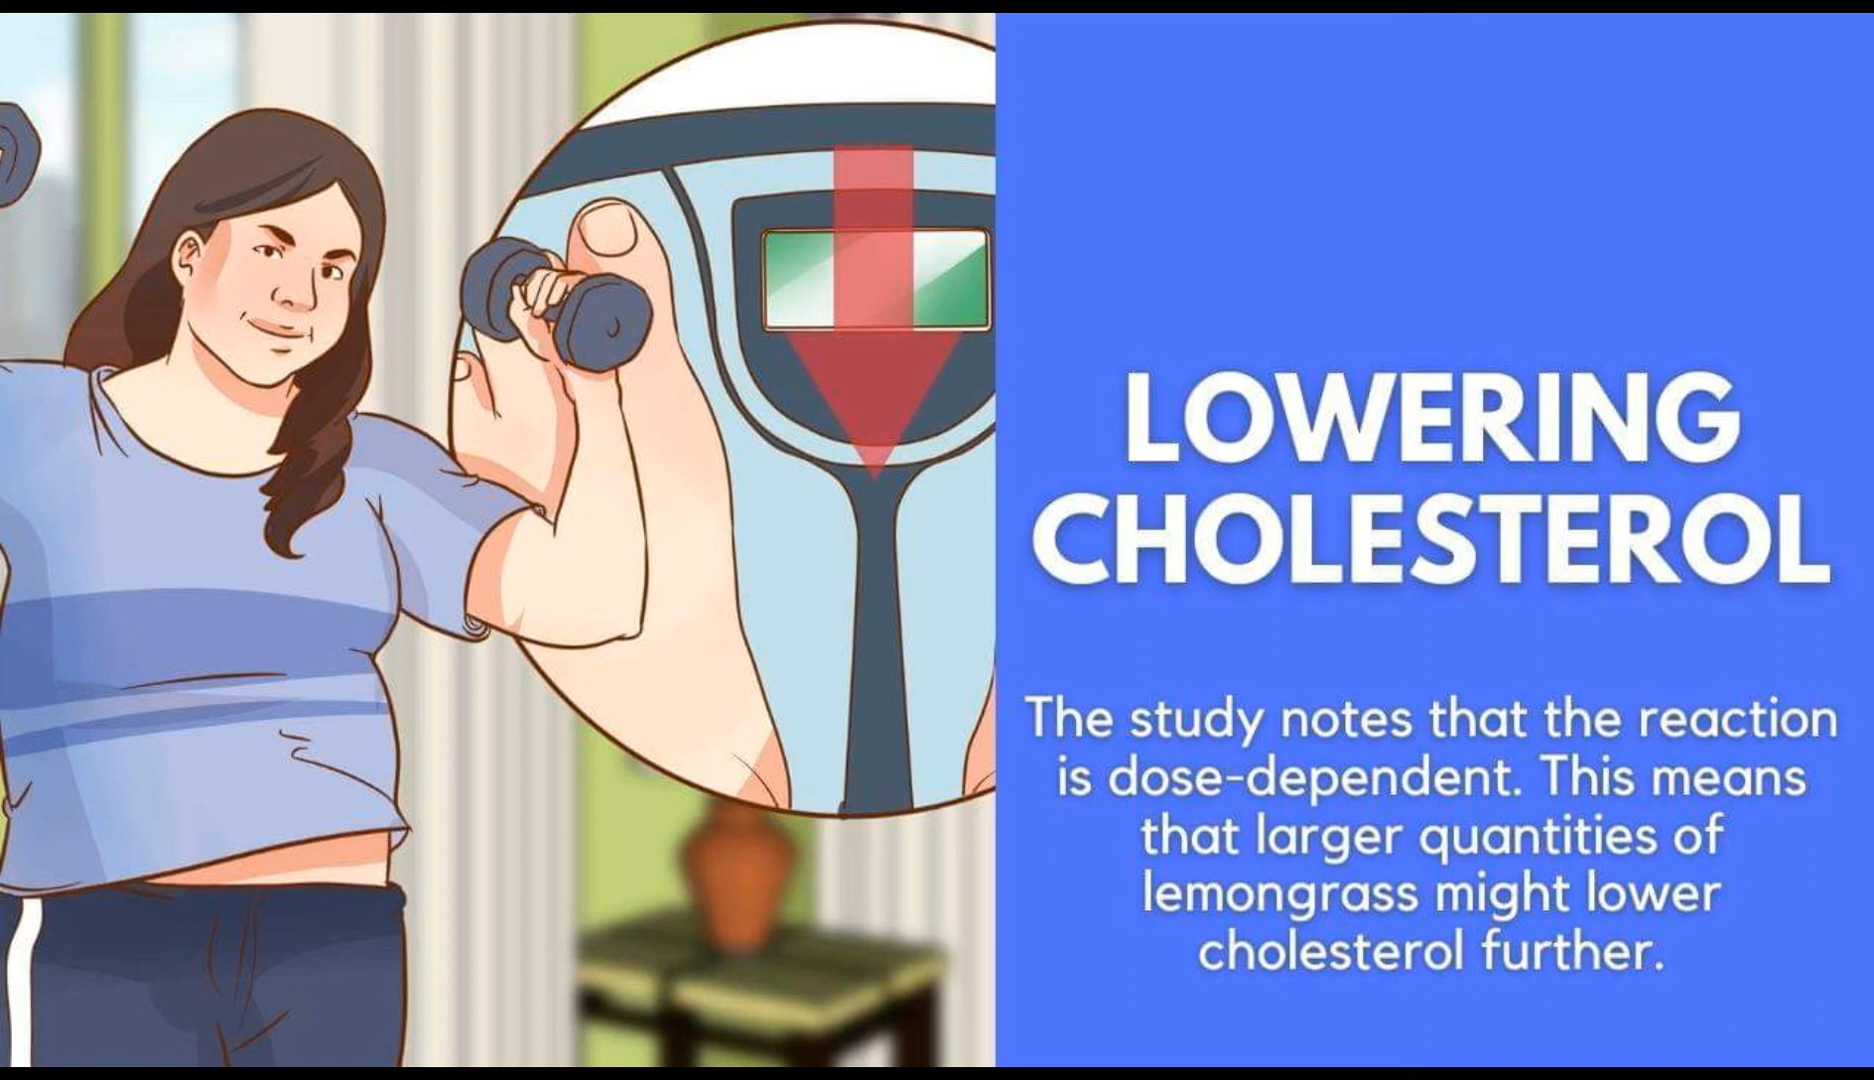 LOWERING
CHOLESTEROL
The study notes that the reaction
is dose-dependent. This means
that larger quantities of
lemongrass might lower
cholesterol further.